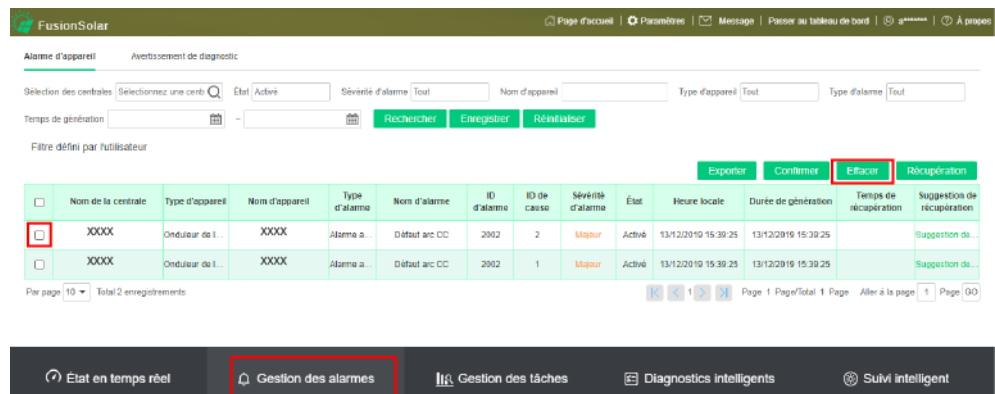 FusionSolar Page d'accueil | Paramètres | Message | Passer au tableau de bord | a******* | À propos
Alarme d'appareil Avertissement de diagnostic
Sélection des centrales Sélectionnez une centr État Activé Sévérité d'alarme Tout Nom d'appareil Type d'appareil Tout Type d'alarme Tout
Temps de génération – Rechercher Enregistrer Réinitialiser
Filtre défini par l'utilisateur
Exporter Confirmer Effacer Récupération
Nom de la centrale Type d'appareil Nom d'appareil Type d'alarme Nom d'alarme ID d'alarme ID de cause Sévérité d'alarme État Heure locale Durée de génération Temps de récupération Suggestion de récupération
XXXX Onduleur de l... XXXX Alarme a... Défaut arc CC 2002 2 Majeur Activé 13/12/2019 15:39:25 13/12/2019 15:39:25 Suggestion de...
XXXX Onduleur de l... XXXX Alarme a... Défaut arc CC 2002 1 Majeur Activé 13/12/2019 15:39:25 13/12/2019 15:39:25 Suggestion de...
Par page 10 Total 2 enregistrements 1 Page 1 Page/Total 1 Page Aller à la page 1 Page GO
État en temps réel Gestion des alarmes Gestion des tâches Diagnostics intelligents Suivi intelligent